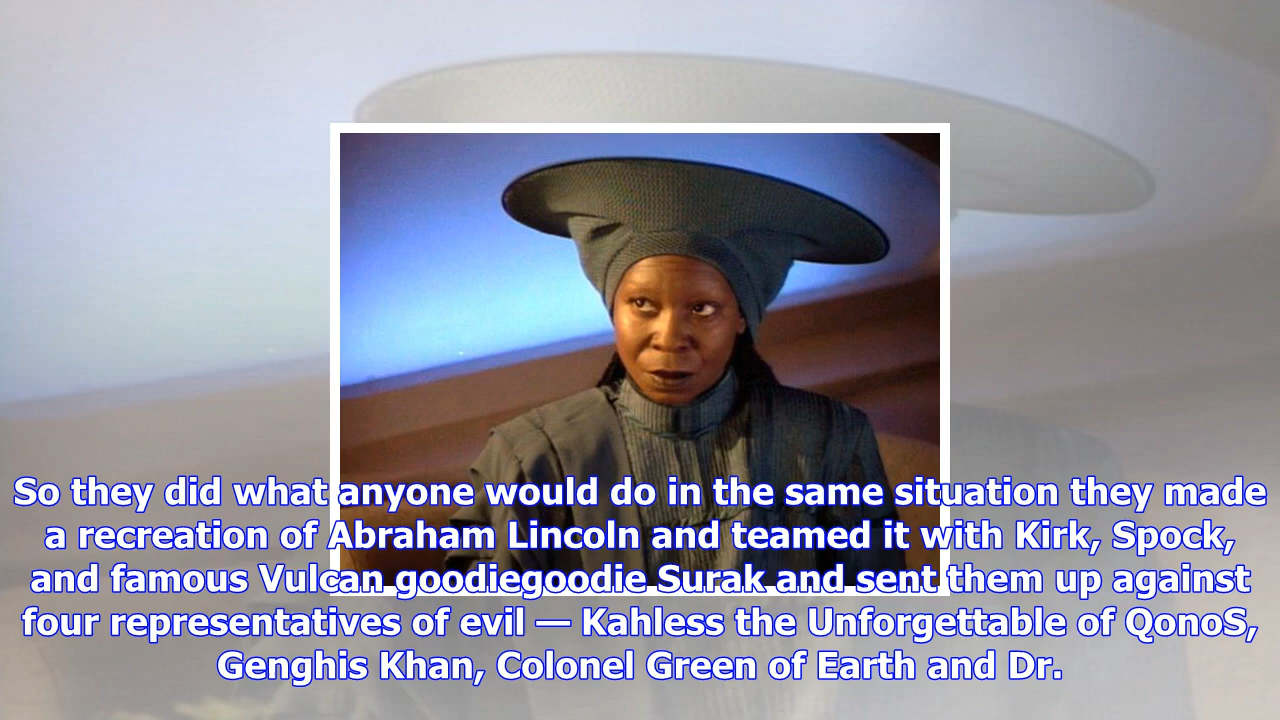 So they did what anyone would do in the same situation they made
a recreation of Abraham Lincoln and teamed it with Kirk, Spock,
and famous Vulcan goodiegoodie Surak and sent them up against
four representatives of evil — Kahless the Unforgettable of QonoS,
Genghis Khan, Colonel Green of Earth and Dr.